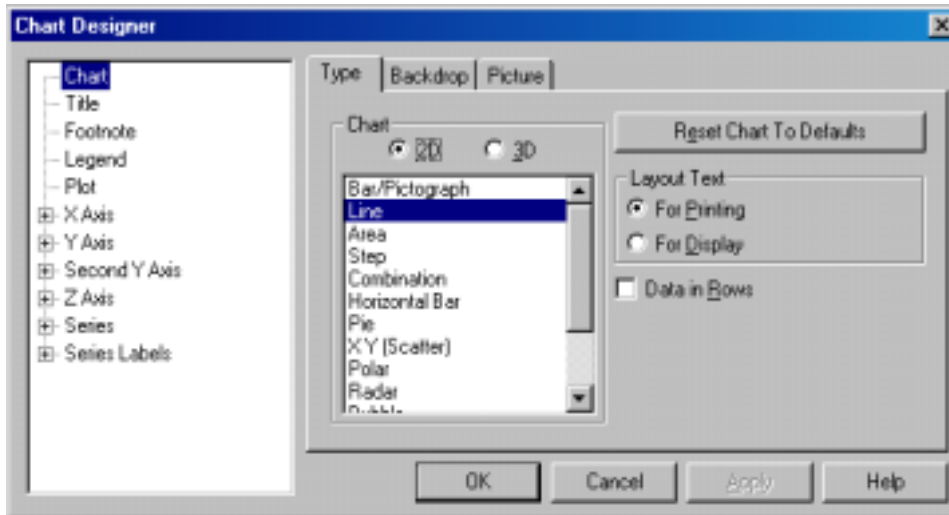 Chart Designer
Chart
Title
Footnote
Legend
Plot
X Axis
Y Axis
Second Y Axis
Z Axis
Series
Series Labels
Type
Backdrop
Picture
Chart
2D
3D
Bar/Pictograph
Line
Area
Step
Combination
Horizontal Bar
Pie
X Y (Scatter)
Polar
Radar
Reset Chart To Defaults
Layout Text
For Printing
For Display
Data in Rows
OK
Cancel
Apply
Help